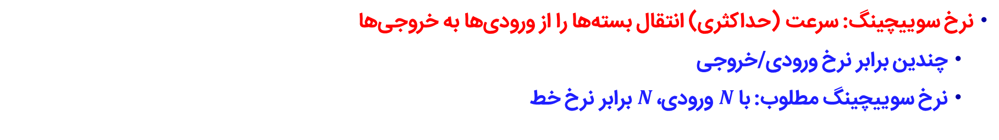 • نرخ سوییچینگ: سرعت (حداکثری) انتقال بسته‌ها را از ورودی‌ها به خروجی‌ها
• چندین برابر نرخ ورودی/خروجی
• نرخ سوییچینگ مطلوب: با N ورودی، N برابر نرخ خط